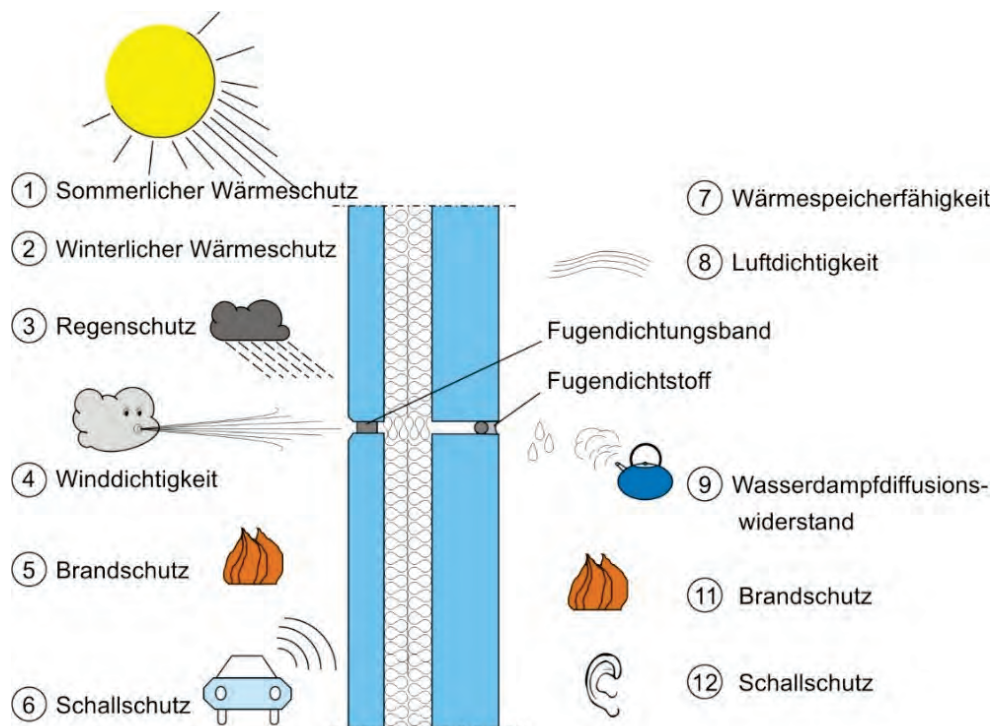 1 Sommerlicher Wärmeschutz
2 Winterlicher Wärmeschutz
3 Regenschutz
4 Winddichtigkeit
5 Brandschutz
6 Schallschutz
7 Wärmespeicherfähigkeit
8 Luftdichtigkeit
Fugendichtungsband
Fugendichtstoff
9 Wasserdampfdiffusions-
widerstand
11 Brandschutz
12 Schallschutz